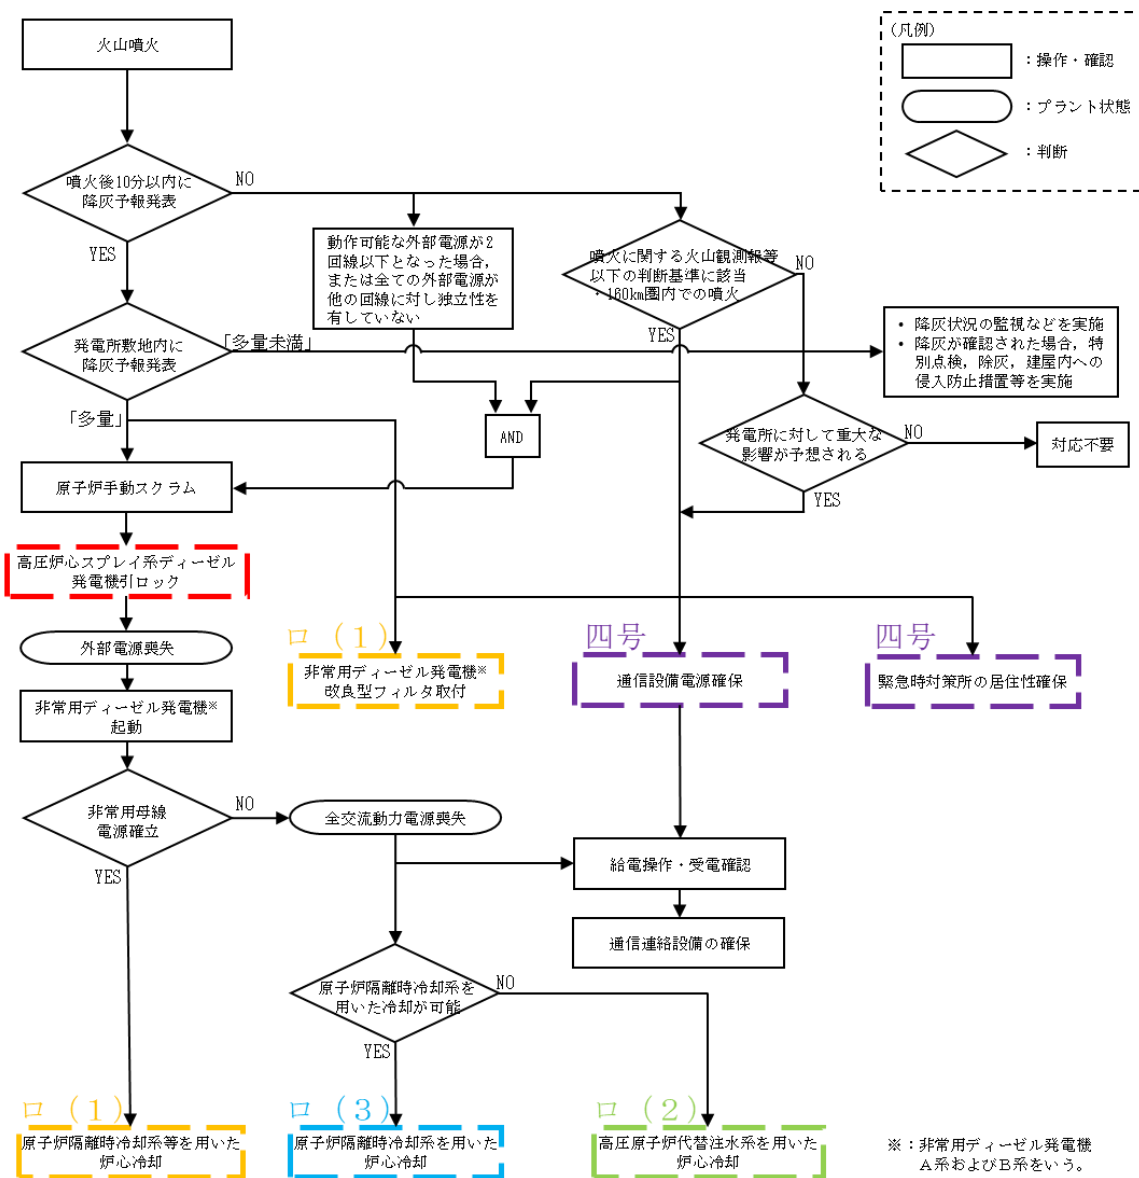 火山噴火
(凡例)
：操作・確認
：プラント状態
：判断
噴火後10分以内に
降灰予報発表
NO
YES
動作可能な外部電源が2
回線以下となった場合，
または全ての外部電源が
他の回線に対し独立性を
有していない
噴火に関する火山観測報等
以下の判断基準に該当
・160km圏内での噴火
NO
YES
発電所敷地内に
降灰予報発表
「多量未満」
・降灰状況の監視などを実施
・降灰が確認された場合，特
別点検，除灰，建屋内への
侵入防止措置等を実施
「多量」
AND
発電所に対して重大な
影響が予想される
NO
対応不要
YES
原子炉手動スクラム
高圧炉心スプレイ系ディーゼル
発電機引ロック
外部電源喪失
ロ（1）
非常用ディーゼル発電機※
改良型フィルタ取付
四号
通信設備電源確保
四号
緊急時対策所の居住性確保
非常用ディーゼル発電機※
起動
非常用母線
電源確立
NO
YES
全交流動力電源喪失
給電操作・受電確認
通信連絡設備の確保
原子炉隔離時冷却系を
用いた冷却が可能
NO
YES
ロ（1）
原子炉隔離時冷却系等を用いた
炉心冷却
ロ（3）
原子炉隔離時冷却系を用いた
炉心冷却
ロ（2）
高圧原子炉代替注水系を用いた
炉心冷却
※：非常用ディーゼル発電機
A系およびB系をいう。